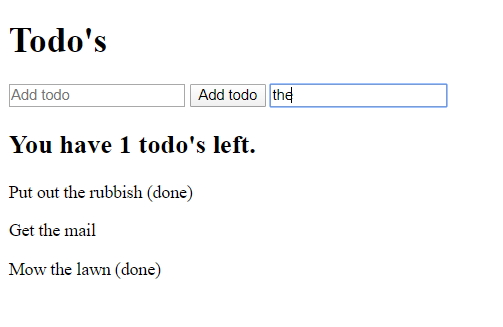 Todo's
Add todo Add todo the
You have 1 todo's left.
Put out the rubbish (done)
Get the mail
Mow the lawn (done)